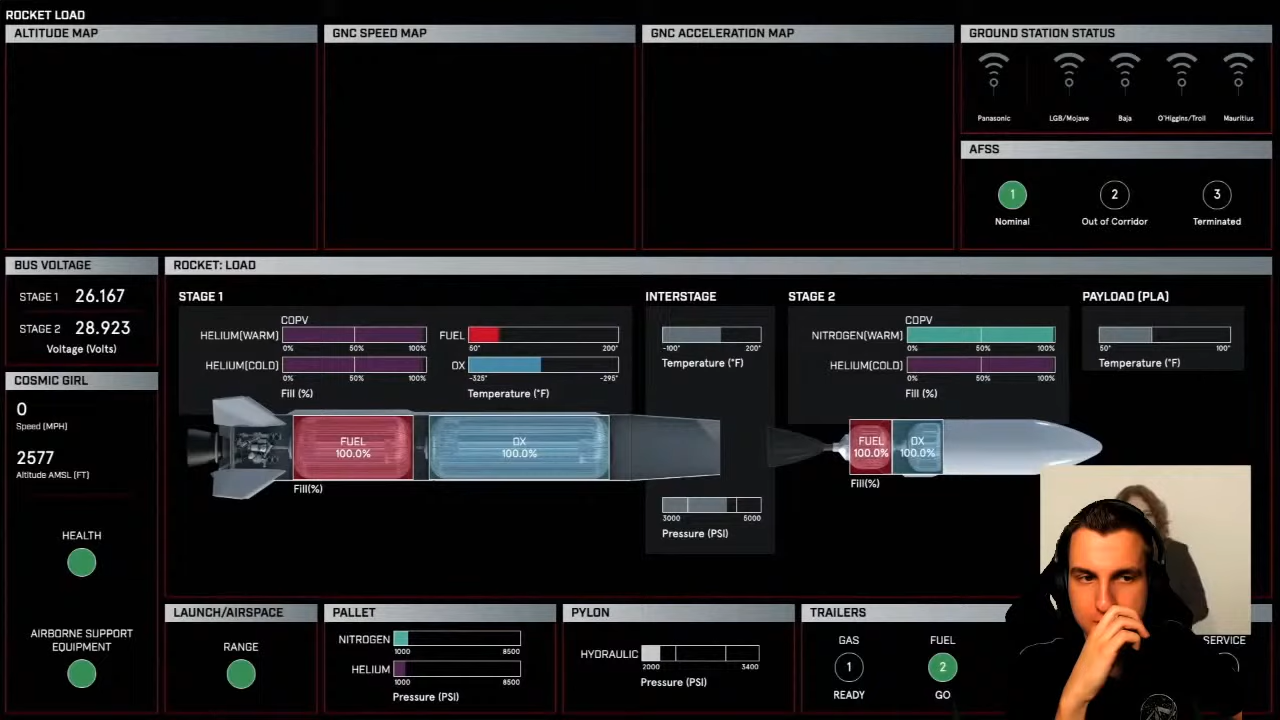 ROCKET LOAD
ALTITUDE MAP
GNC SPEED MAP
GNC ACCELERATION MAP
GROUND STATION STATUS
Panasonic
LGB/Mojave
Baja
O'Higgins/Troll
Mauritius
AFSS
1
2
3
Nominal
Out of Corridor
Terminated
BUS VOLTAGE
STAGE 1 26.167
STAGE 2 28.923
Voltage (Volts)
COSMIC GIRL
0
Speed (MPH)
2577
Altitude AMSL (FT)
HEALTH
AIRBORNE SUPPORT
EQUIPMENT
ROCKET: LOAD
STAGE 1
COPV
HELIUM(WARM)
0% 50% 100%
HELIUM(COLD)
0% 50% 100%
Fill (%)
FUEL
50° 200°
OX
-325° -295°
Temperature (°F)
FUEL
100.0%
OX
100.0%
Fill(%)
INTERSTAGE
-100° 200°
Temperature (°F)
3000 5000
Pressure (PSI)
STAGE 2
COPV
NITROGEN(WARM)
0% 50% 100%
HELIUM(COLD)
0% 50% 100%
Fill (%)
FUEL
100.0%
OX
100.0%
Fill(%)
PAYLOAD (PLA)
50° 100°
Temperature (°F)
LAUNCH/AIRSPACE
RANGE
PALLET
NITROGEN
1000 8500
HELIUM
1000 8500
Pressure (PSI)
PYLON
HYDRAULIC
2000 3400
Pressure (PSI)
TRAILERS
GAS
1
READY
FUEL
2
GO
SERVICE